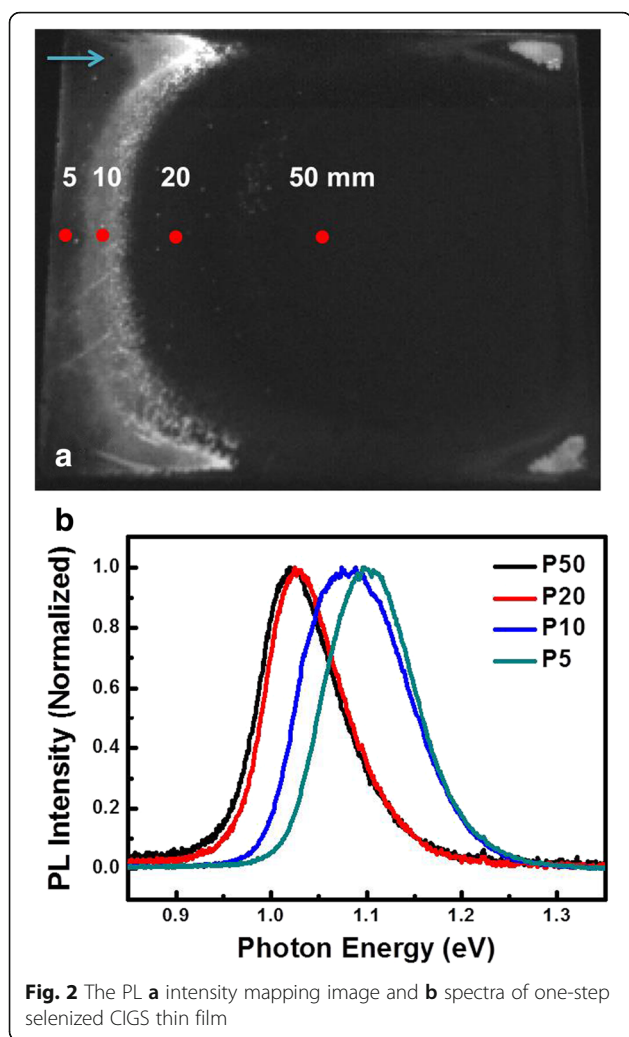 5 10 20 50 mm
a
b
PL Intensity (Normalized)
1.0
0.8
0.6
0.4
0.2
0.0
P50
P20
P10
P5
0.9 1.0 1.1 1.2 1.3
Photon Energy (eV)
Fig. 2 The PL a intensity mapping image and b spectra of one-step
selenized CIGS thin film